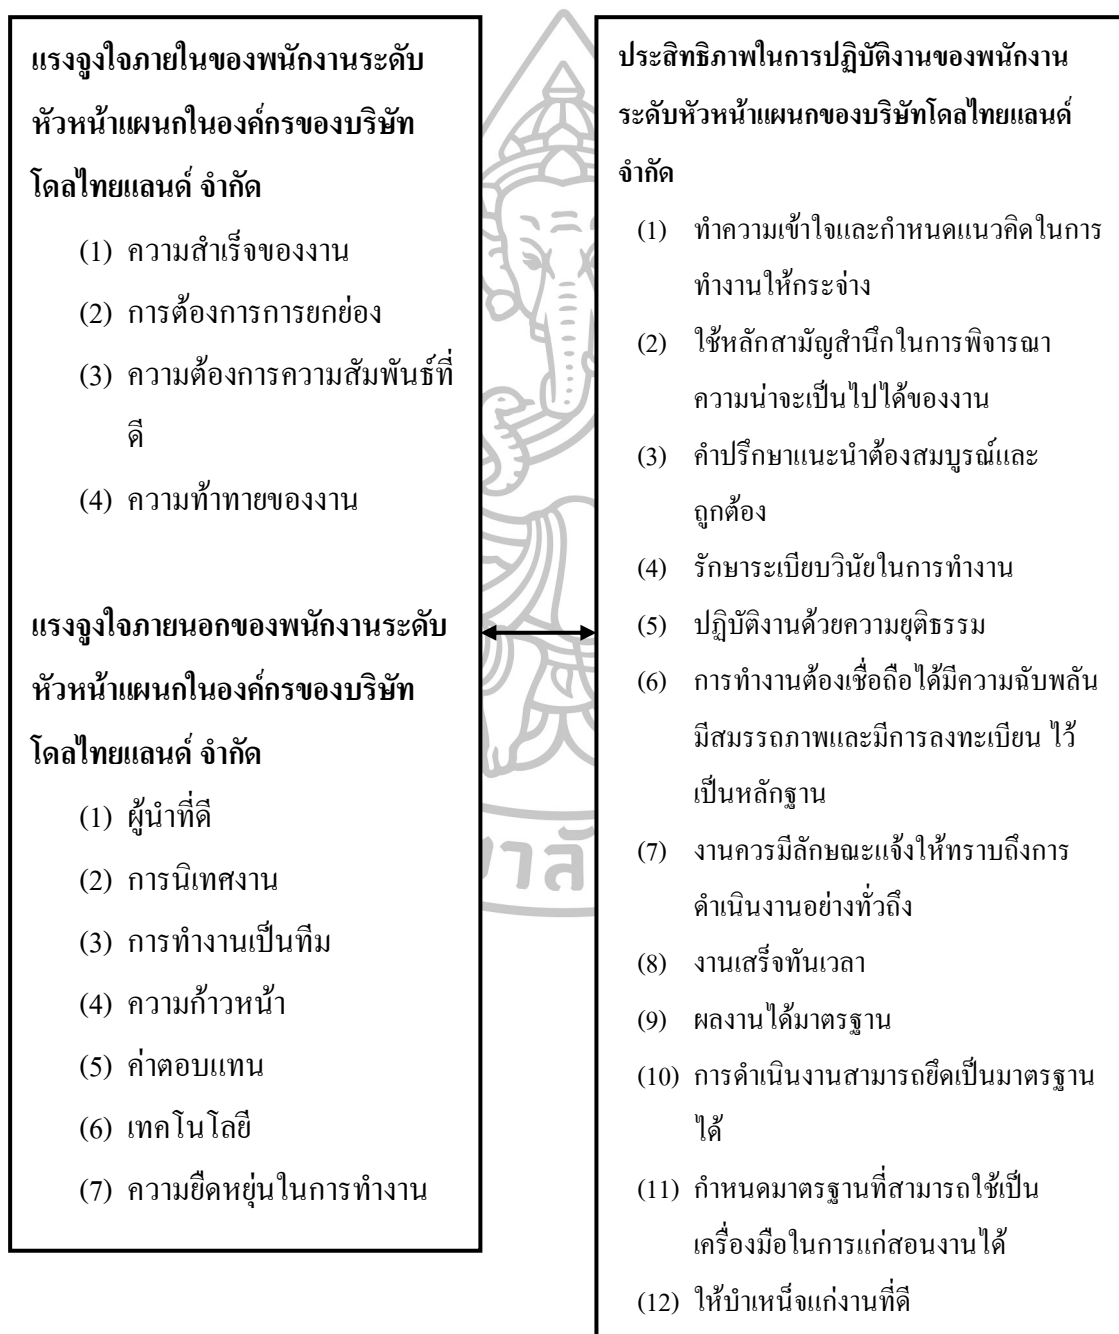 แรงจูงใจภายในของพนักงานระดับ
หัวหน้าแผนกในองค์กรของบริษัท
โดลไทยแลนด์ จำกัด
(1) ความสำเร็จของงาน
(2) การต้องการการยกย่อง
(3) ความต้องการความสัมพันธ์ที่
ดี
(4) ความท้าทายของงาน
แรงจูงใจภายนอกของพนักงานระดับ
หัวหน้าแผนกในองค์กรของบริษัท
โดลไทยแลนด์ จำกัด
(1) ผู้นำที่ดี
(2) การนิเทศงาน
(3) การทำงานเป็นทีม
(4) ความก้าวหน้า
(5) ค่าตอบแทน
(6) เทคโนโลยี
(7) ความยืดหยุ่นในการทำงาน
ประสิทธิภาพในการปฏิบัติงานของพนักงาน
ระดับหัวหน้าแผนกของบริษัทโดลไทยแลนด์
จำกัด
(1) ทำความเข้าใจและกำหนดแนวคิดในการ
ทำงานให้กระจ่าง
(2) ใช้หลักสามัญสำนึกในการพิจารณา
ความน่าจะเป็นไปได้ของงาน
(3) คำปรึกษาแนะนำต้องสมบูรณ์และ
ถูกต้อง
(4) รักษาระเบียบวินัยในการทำงาน
(5) ปฏิบัติงานด้วยความยุติธรรม
(6) การทำงานต้องเชื่อถือได้มีความฉับพลัน
มีสมรรถภาพและมีการลงทะเบียน ไว้
เป็นหลักฐาน
(7) งานควรมีลักษณะแจ้งให้ทราบถึงการ
ดำเนินงานอย่างทั่วถึง
(8) งานเสร็จทันเวลา
(9) ผลงานได้มาตรฐาน
(10) การดำเนินงานสามารถยึดเป็นมาตรฐาน
ได้
(11) กำหนดมาตรฐานที่สามารถใช้เป็น
เครื่องมือในการแก่สอนงานได้
(12) ให้บำเหน็จแก่งานที่ดี